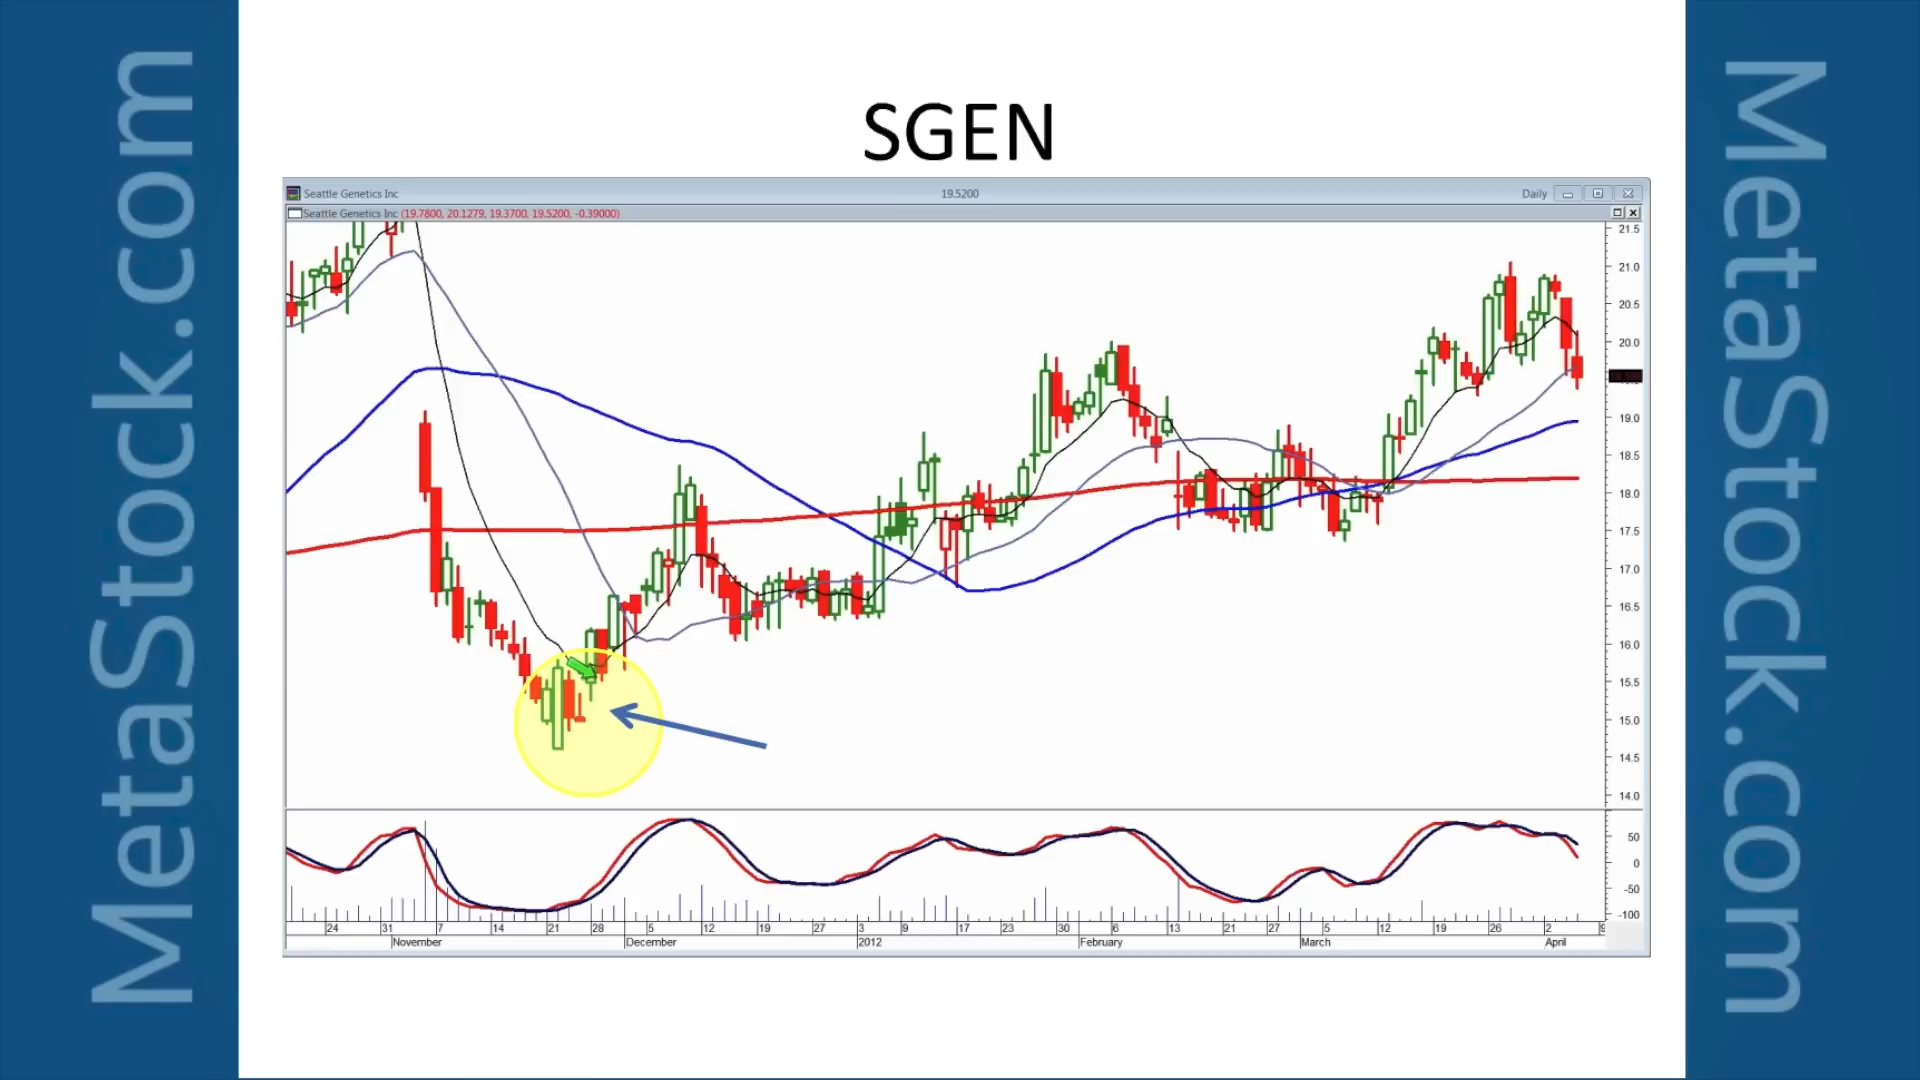 MetaStock.com
SGEN
Seattle Genetics Inc
19.5200
Daily
Seattle Genetics Inc (19.7800, 20.1279, 19.3700, 19.5200, -0.39000)
21.5
21.0
20.5
20.0
19.0
18.5
18.0
17.5
17.0
16.5
16.0
15.5
15.0
14.5
14.0
50
0
-50
-100
24 31 7 14 21 28 5 12 19 27 3 9 17 23 30 6 13 21 27 5 12 19 26 2 9
November December 2012 February March April
MetaStock.com